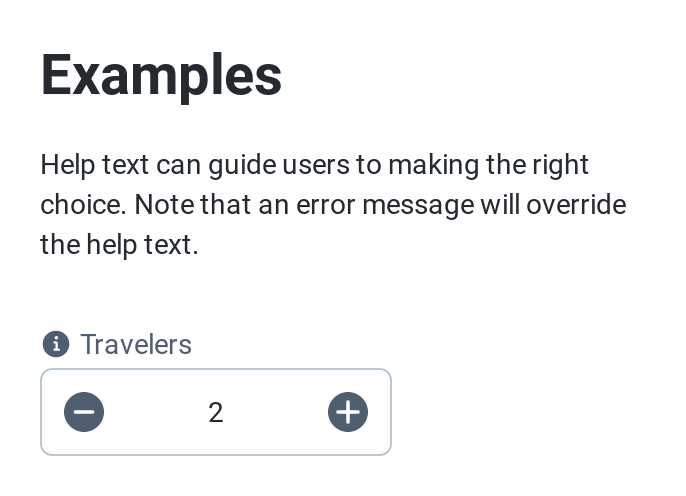 Examples
Help text can guide users to making the right
choice. Note that an error message will override
the help text.
Travelers
2